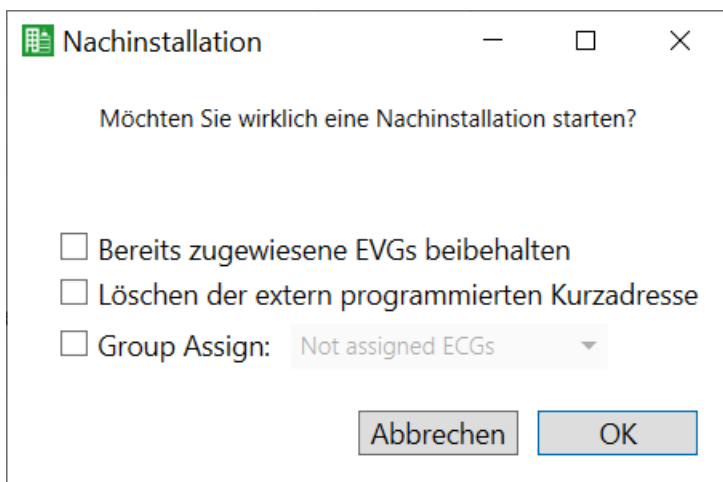 Nachinstallation
Möchten Sie wirklich eine Nachinstallation starten?
Bereits zugewiesene EVGs beibehalten
Löschen der extern programmierten Kurzadresse
Group Assign: Not assigned ECGs
Abbrechen OK